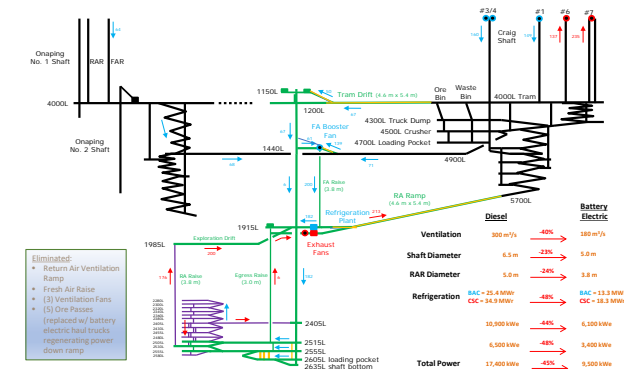 #3/4
#1
#6
#7
Craig
Shaft
Onaping
No. 1 Shaft
RAR
FAR
1150L
Tram Drift (4.6 m x 5.4 m)
Ore
Bin
Waste
Bin
4000L Tram
4000L
1200L
4300L Truck Dump
4500L Crusher
4700L Loading Pocket
FA Booster
Fan
Onaping
No. 2 Shaft
1440L
4900L
68
71
67
FA Raise
(3.8 m)
RA Ramp
(4.6 m x 5.4 m)
5700L
1915L
Refrigeration
Plant
Exploration Drift
1985L
Exhaust
Fans
RA Raise
(3.8 m)
Egress Raise
(3.0 m)
2405L
2515L
2555L
2605L loading pocket
2635L shaft bottom
Eliminated:
• Return Air Ventilation
Ramp
• Fresh Air Raise
• (3) Ventilation Fans
• (5) Ore Passes
(replaced w/ battery
electric haul trucks
regenerating power
down ramp
Diesel
Battery
Electric
Ventilation 300 m³/s -40% 180 m³/s
Shaft Diameter 6.5 m -23% 5.0 m
RAR Diameter 5.0 m -24% 3.8 m
Refrigeration BAC = 25.4 MWr -48% BAC = 13.3 MWr
CSC = 34.9 MWr CSC = 18.3 MWr
10,900 kWe -44% 6,100 kWe
6,500 kWe -48% 3,400 kWe
Total Power 17,400 kWe -45% 9,500 kWe